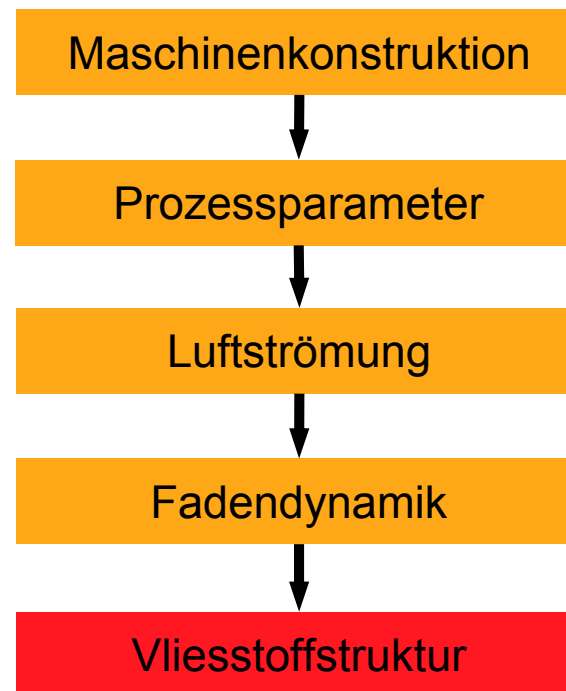 Maschinenkonstruktion
Prozessparameter
Luftströmung
Fadendynamik
Vliesstoffstruktur